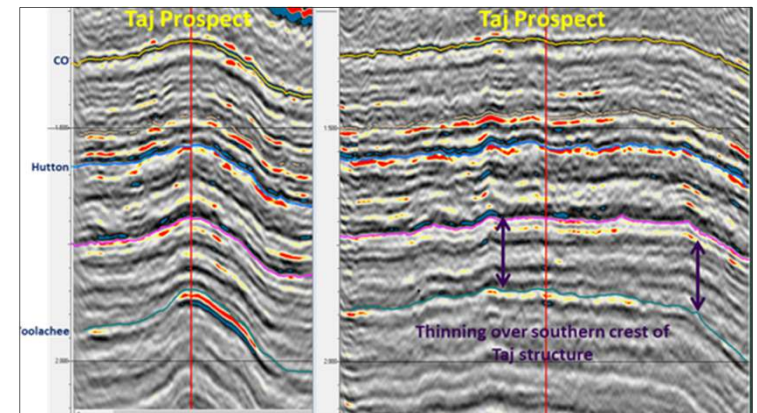 Taj Prospect
Taj Prospect
CO
1.500
1.500
Hutton
oolachee
Thinning over southern crest of
Taj structure
2.000
2.000